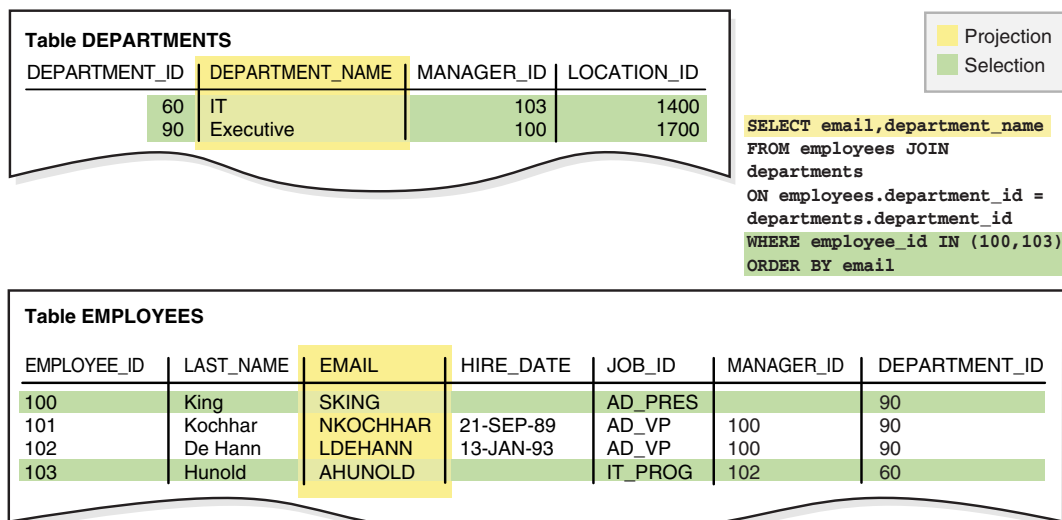 Table DEPARTMENTS
DEPARTMENT_ID DEPARTMENT_NAME MANAGER_ID LOCATION_ID
60 IT 103 1400
90 Executive 100 1700
Projection
Selection
SELECT email,department_name
FROM employees JOIN
departments
ON employees.department_id =
departments.department_id
WHERE employee_id IN (100,103)
ORDER BY email
Table EMPLOYEES
EMPLOYEE_ID LAST_NAME EMAIL HIRE_DATE JOB_ID MANAGER_ID DEPARTMENT_ID
100 King SKING AD_PRES 90
101 Kochhar NKOCHHAR 21-SEP-89 AD_VP 100 90
102 De Hann LDEHANN 13-JAN-93 AD_VP 100 90
103 Hunold AHUNOLD IT_PROG 102 60